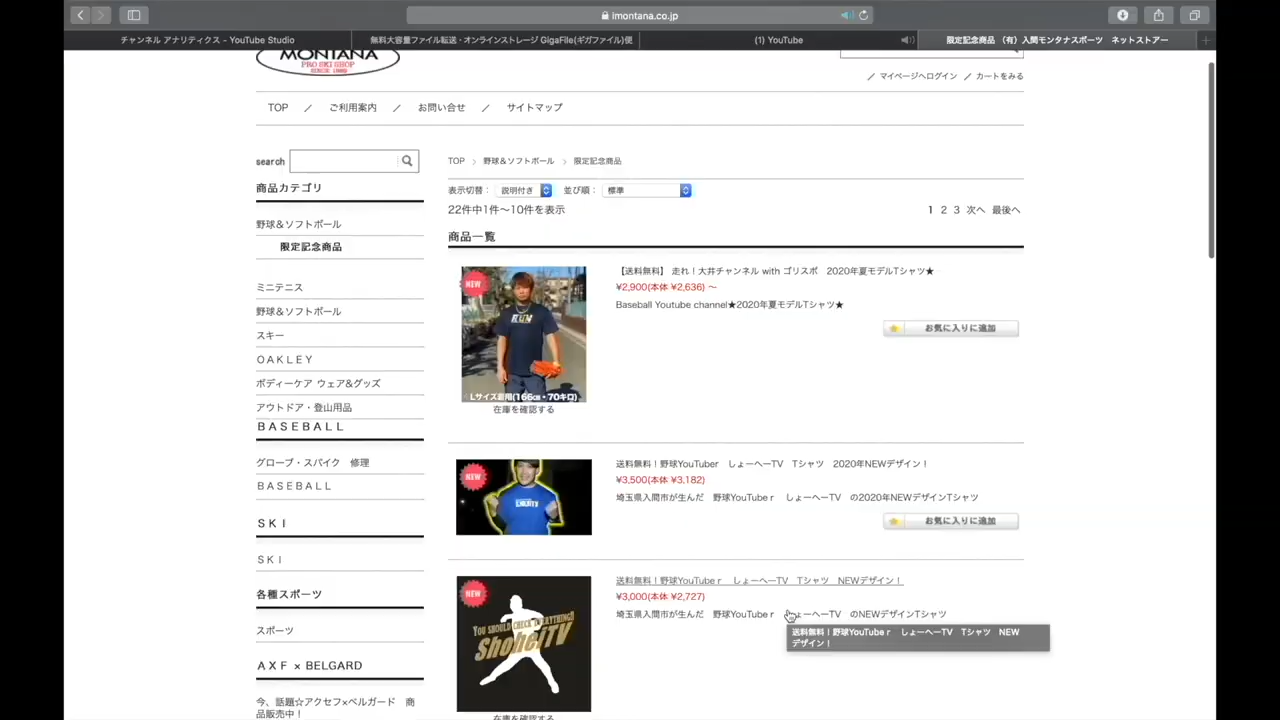 imontana.co.jp
チャンネル アナリティクス - YouTube Studio
無料大容量ファイル転送・オンラインストレージ GigaFile(ギガファイル)便
(1) YouTube
限定記念商品 （有）入間モンタナスポーツ　ネットストアー
MONTANA
PRO SKI SHOP
／ マイページへログイン ／ カートをみる
TOP ／ ご利用案内 ／ お問い合せ ／ サイトマップ
search
商品カテゴリ
野球＆ソフトボール
限定記念商品
ミニテニス
野球＆ソフトボール
スキー
ＯＡＫＬＥＹ
ボディーケア ウェア&グッズ
アウトドア・登山用品
ＢＡＳＥＢＡＬＬ
グローブ・スパイク　修理
ＢＡＳＥＢＡＬＬ
ＳＫＩ
ＳＫＩ
各種スポーツ
スポーツ
ＡＸＦ × BELGARD
今、話題☆アクセフ×ベルガード　商
品販売中！
TOP > 野球＆ソフトボール > 限定記念商品
表示切替： 説明付き 並び順： 標準
22件中1件～10件を表示
1 2 3 次へ 最後へ
商品一覧
NEW
RUN
Lサイズ着用(166㎝・70キロ)
在庫を確認する
【送料無料】 走れ！大井チャンネル with ゴリスポ　2020年夏モデルTシャツ★
¥2,900(本体 ¥2,636) ～
Baseball Youtube channel★2020年夏モデルTシャツ★
お気に入りに追加
NEW
送料無料！野球YouTuber　しょーへーTV　Tシャツ　2020年NEWデザイン！
¥3,500(本体 ¥3,182)
埼玉県入間市が生んだ　野球YouTubeｒ　しょーへーTV　の2020年NEWデザインTシャツ
お気に入りに追加
NEW
YOU SHOULD CHECK EVERYTHING!!
ShoheiTV
在庫を確認する
送料無料！野球YouTubeｒ　しょーへーTV　Tシャツ　NEWデザイン！
¥3,000(本体 ¥2,727)
埼玉県入間市が生んだ　野球YouTubeｒ　しょーへーTV　のNEWデザインTシャツ
送料無料！野球YouTubeｒ　しょーへーTV　Tシャツ　NEW
デザイン！